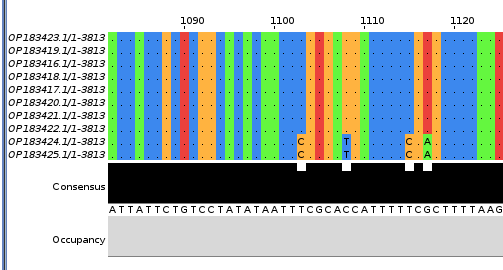 1090 1100 1110 1120
OP183423.1/1-3813
OP183419.1/1-3813
OP183416.1/1-3813
OP183418.1/1-3813
OP183417.1/1-3813
OP183420.1/1-3813
OP183421.1/1-3813
OP183422.1/1-3813
OP183424.1/1-3813 C T C A
OP183425.1/1-3813 C T C A
Consensus
ATTATTCTGTCCTATATAATTTCGCACCATTTTTCGCTTTTAAG
Occupancy